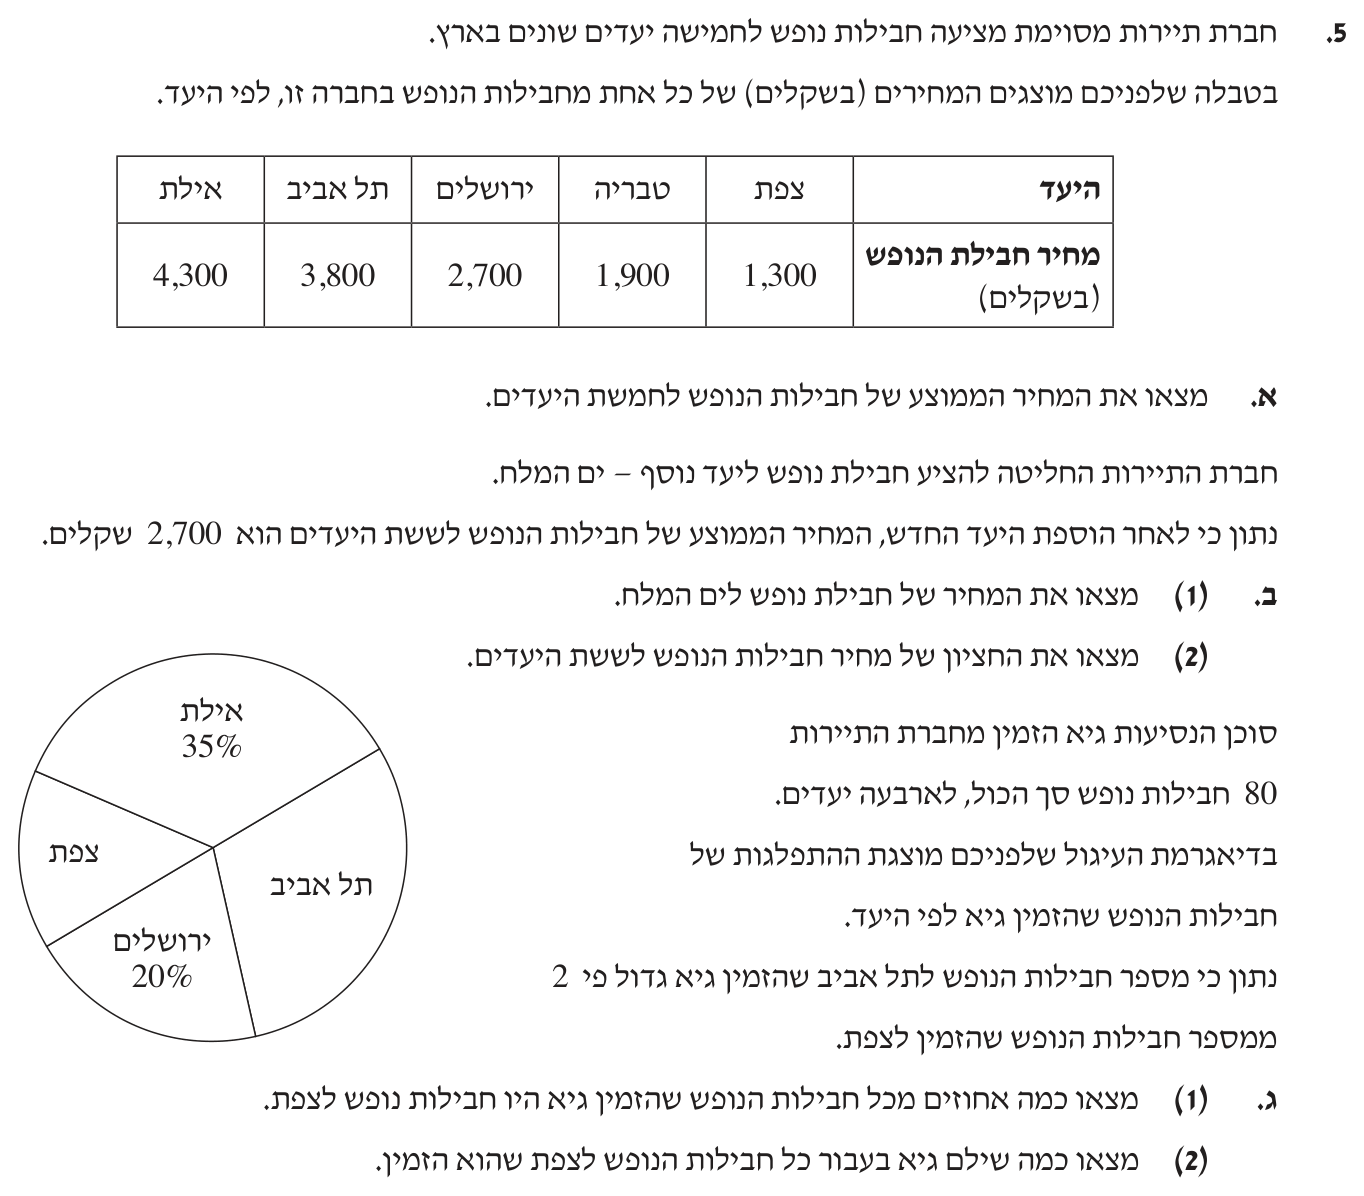 5. חברת תיירות מסוימת מציעה חבילות נופש לחמישה יעדים שונים בארץ.
בטבלה שלפניכם מוצגים המחירים (בשקלים) של כל אחת מחבילות הנופש בחברה זו, לפי היעד.
היעד צפת טבריה ירושלים תל אביב אילת
מחיר חבילת הנופש
(בשקלים) 1,300 1,900 2,700 3,800 4,300
א. מצאו את המחיר הממוצע של חבילות הנופש לחמשת היעדים.
חברת התיירות החליטה להציע חבילת נופש ליעד נוסף – ים המלח.
נתון כי לאחר הוספת היעד החדש, המחיר הממוצע של חבילות הנופש לששת היעדים הוא 2,700 שקלים.
ב. (1) מצאו את המחיר של חבילת נופש לים המלח.
(2) מצאו את החציון של מחיר חבילות הנופש לששת היעדים.
סוכן הנסיעות גיא הזמין מחברת התיירות
80 חבילות נופש סך הכול, לארבעה יעדים.
בדיאגרמת העיגול שלפניכם מוצגת ההתפלגות של
חבילות הנופש שהזמין גיא לפי היעד.
נתון כי מספר חבילות הנופש לתל אביב שהזמין גיא גדול פי 2
ממספר חבילות הנופש שהזמין לצפת.
אילת
35%
צפת
תל אביב
ירושלים
20%
ג. (1) מצאו כמה אחוזים מכל חבילות הנופש שהזמין גיא היו חבילות נופש לצפת.
(2) מצאו כמה שילם גיא בעבור כל חבילות הנופש לצפת שהוא הזמין.